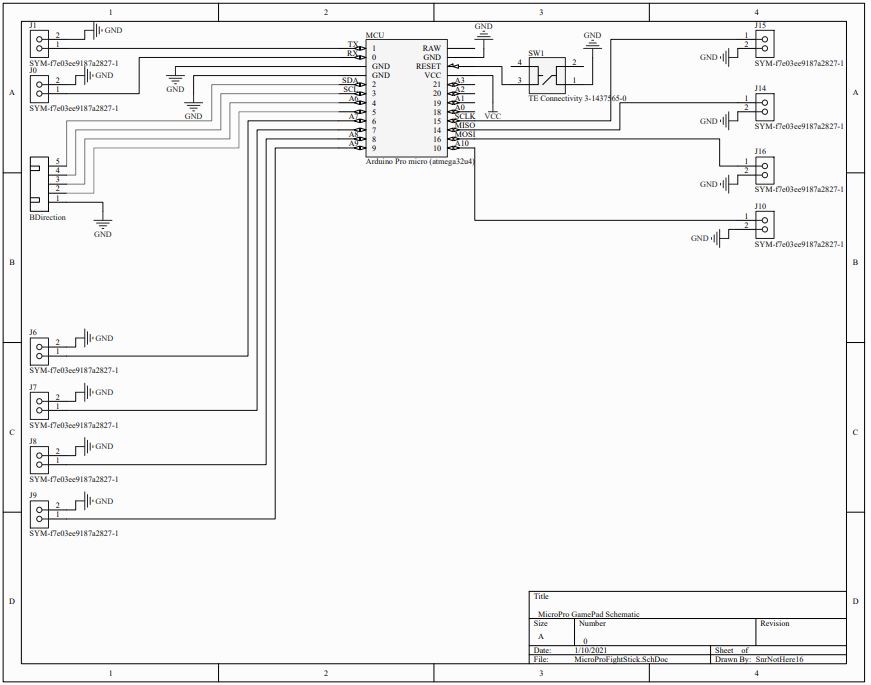 1 2 3 4
A B C D
J1
2
1
GND
SYM-f7e03ee9187a2827-1
J0
2
1
GND
SYM-f7e03ee9187a2827-1
5
4
3
2
1
BDirection
GND
J6
2
1
GND
SYM-f7e03ee9187a2827-1
J7
2
1
GND
SYM-f7e03ee9187a2827-1
J8
2
1
GND
SYM-f7e03ee9187a2827-1
J9
2
1
GND
SYM-f7e03ee9187a2827-1
GND
GND
MCU
TX 1 RAW
RX 0 GND
GND RESET
GND VCC
SDA 2 21 A3
SCL 3 20 A2
A6 4 19 A1
5 18 A0
A7 6 15 SCLK
7 14 MISO
A8 8 16 MOSI
A9 9 10 A10
Arduino Pro micro (atmega32u4)
GND
VCC
SW1
4 2
3 1
TE Connectivity 3-1437565-0
GND
J15
1
2
GND
SYM-f7e03ee9187a2827-1
J14
1
2
GND
SYM-f7e03ee9187a2827-1
J16
1
2
GND
SYM-f7e03ee9187a2827-1
J10
1
2
GND
SYM-f7e03ee9187a2827-1
A B C D
Title
MicroPro GamePad Schematic
Size Number Revision
A 0
Date: 1/10/2021 Sheet of
File: MicroProFightStick.SchDoc Drawn By: SnrNotHere16
1 2 3 4